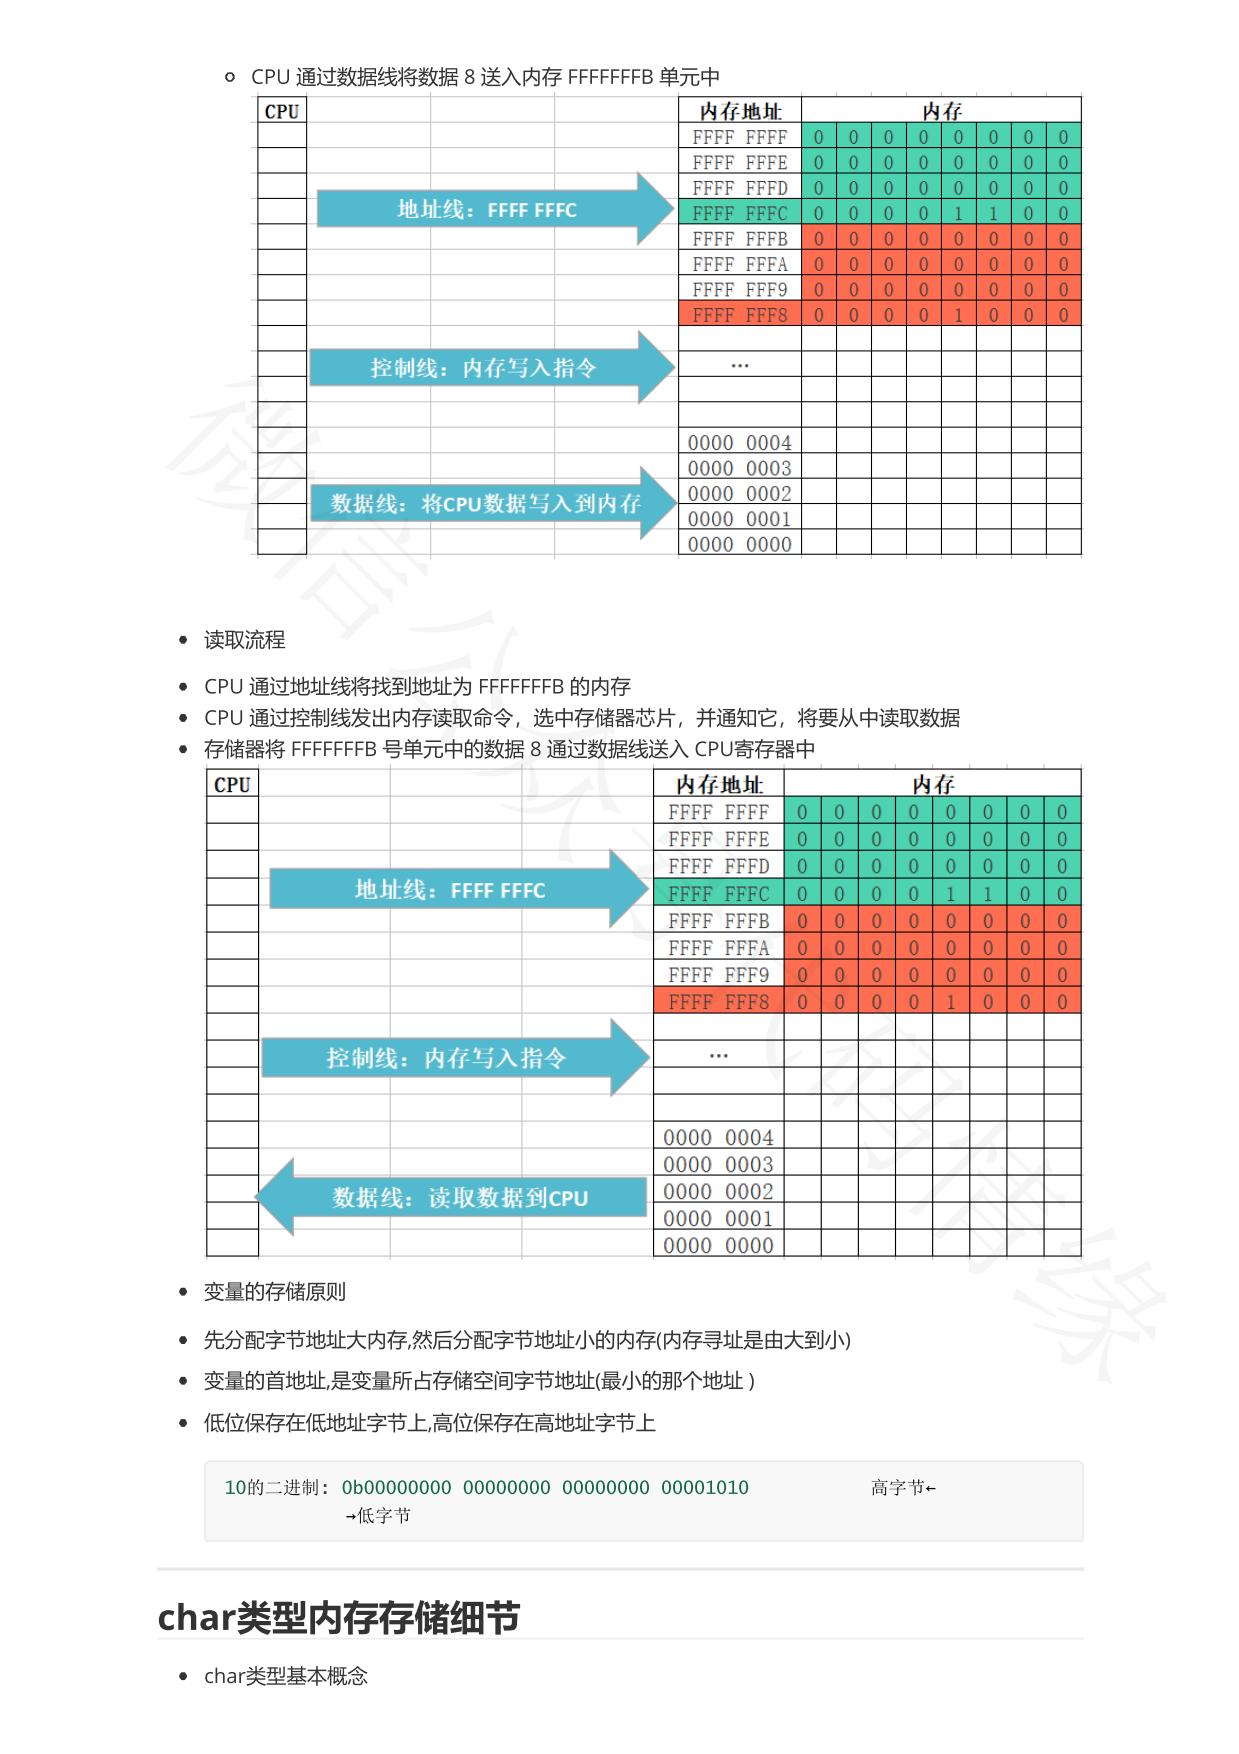 CPU 通过数据线将数据 8 送入内存 FFFFFFFB 单元中
CPU 内存地址 内存
FFFF FFFF 0 0 0 0 0 0 0 0
FFFF FFFE 0 0 0 0 0 0 0 0
FFFF FFFD 0 0 0 0 0 0 0 0
地址线：FFFF FFFC FFFF FFFC 0 0 0 0 1 1 0 0
FFFF FFFB 0 0 0 0 0 0 0 0
FFFF FFFA 0 0 0 0 0 0 0 0
FFFF FFF9 0 0 0 0 0 0 0 0
FFFF FFF8 0 0 0 0 1 0 0 0
控制线：内存写入指令 ...
0000 0004
0000 0003
数据线：将CPU数据写入到内存 0000 0002
0000 0001
0000 0000
读取流程
CPU 通过地址线将找到地址为 FFFFFFFB 的内存
CPU 通过控制线发出内存读取命令，选中存储器芯片，并通知它，将要从中读取数据
存储器将 FFFFFFFB 号单元中的数据 8 通过数据线送入 CPU寄存器中
CPU 内存地址 内存
FFFF FFFF 0 0 0 0 0 0 0 0
FFFF FFFE 0 0 0 0 0 0 0 0
FFFF FFFD 0 0 0 0 0 0 0 0
地址线：FFFF FFFC FFFF FFFC 0 0 0 0 1 1 0 0
FFFF FFFB 0 0 0 0 0 0 0 0
FFFF FFFA 0 0 0 0 0 0 0 0
FFFF FFF9 0 0 0 0 0 0 0 0
FFFF FFF8 0 0 0 0 1 0 0 0
控制线：内存写入指令 ...
0000 0004
0000 0003
数据线：读取数据到CPU 0000 0002
0000 0001
0000 0000
变量的存储原则
先分配字节地址大内存,然后分配字节地址小的内存(内存寻址是由大到小)
变量的首地址,是变量所占存储空间字节地址(最小的那个地址 )
低位保存在低地址字节上,高位保存在高地址字节上
10的二进制: 0b00000000 00000000 00000000 00001010 高字节←
→低字节
char类型内存存储细节
char类型基本概念